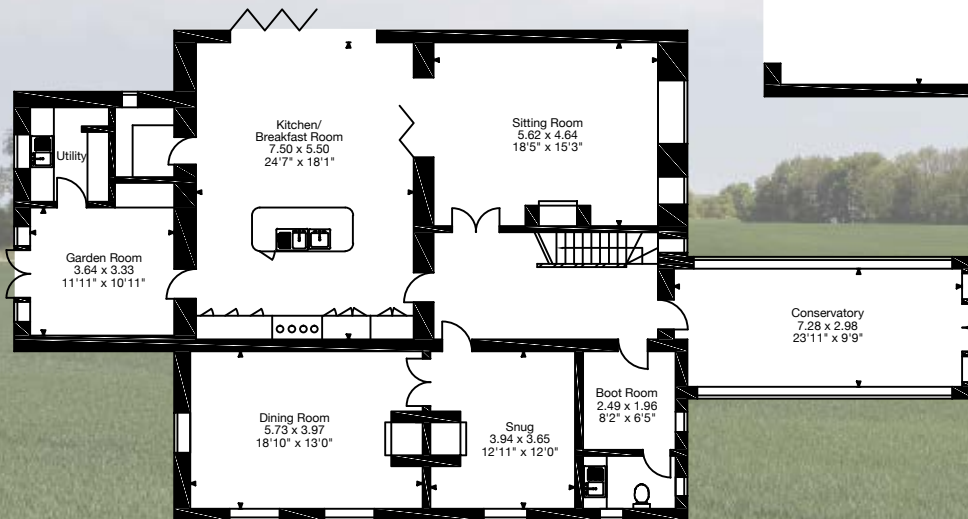 Kitchen/
Breakfast Room
7.50 x 5.50
24'7" x 18'1"
Sitting Room
5.62 x 4.64
18'5" x 15'3"
Utility
Garden Room
3.64 x 3.33
11'11" x 10'11"
Conservatory
7.28 x 2.98
23'11" x 9'9"
Dining Room
5.73 x 3.97
18'10" x 13'0"
Snug
3.94 x 3.65
12'11" x 12'0"
Boot Room
2.49 x 1.96
8'2" x 6'5"